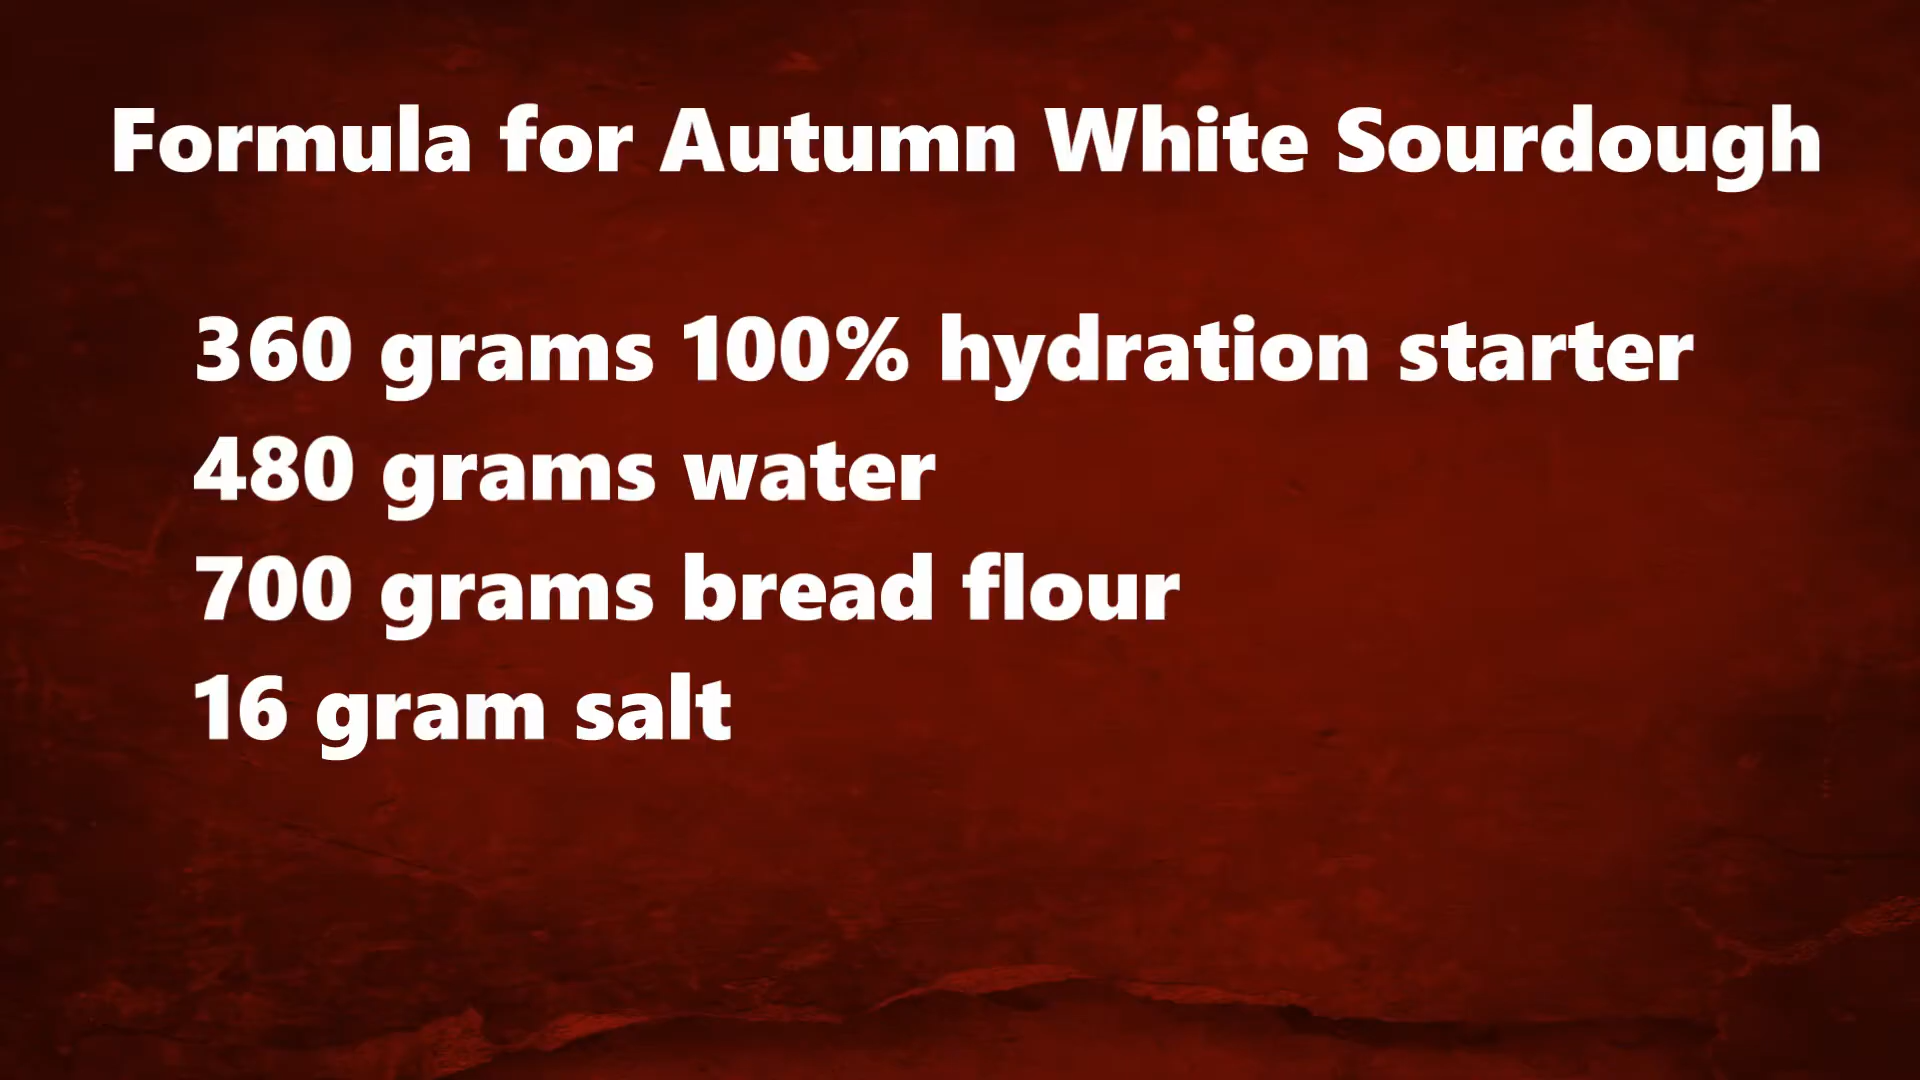 Formula for Autumn White Sourdough
360 grams 100% hydration starter
480 grams water
700 grams bread flour
16 gram salt